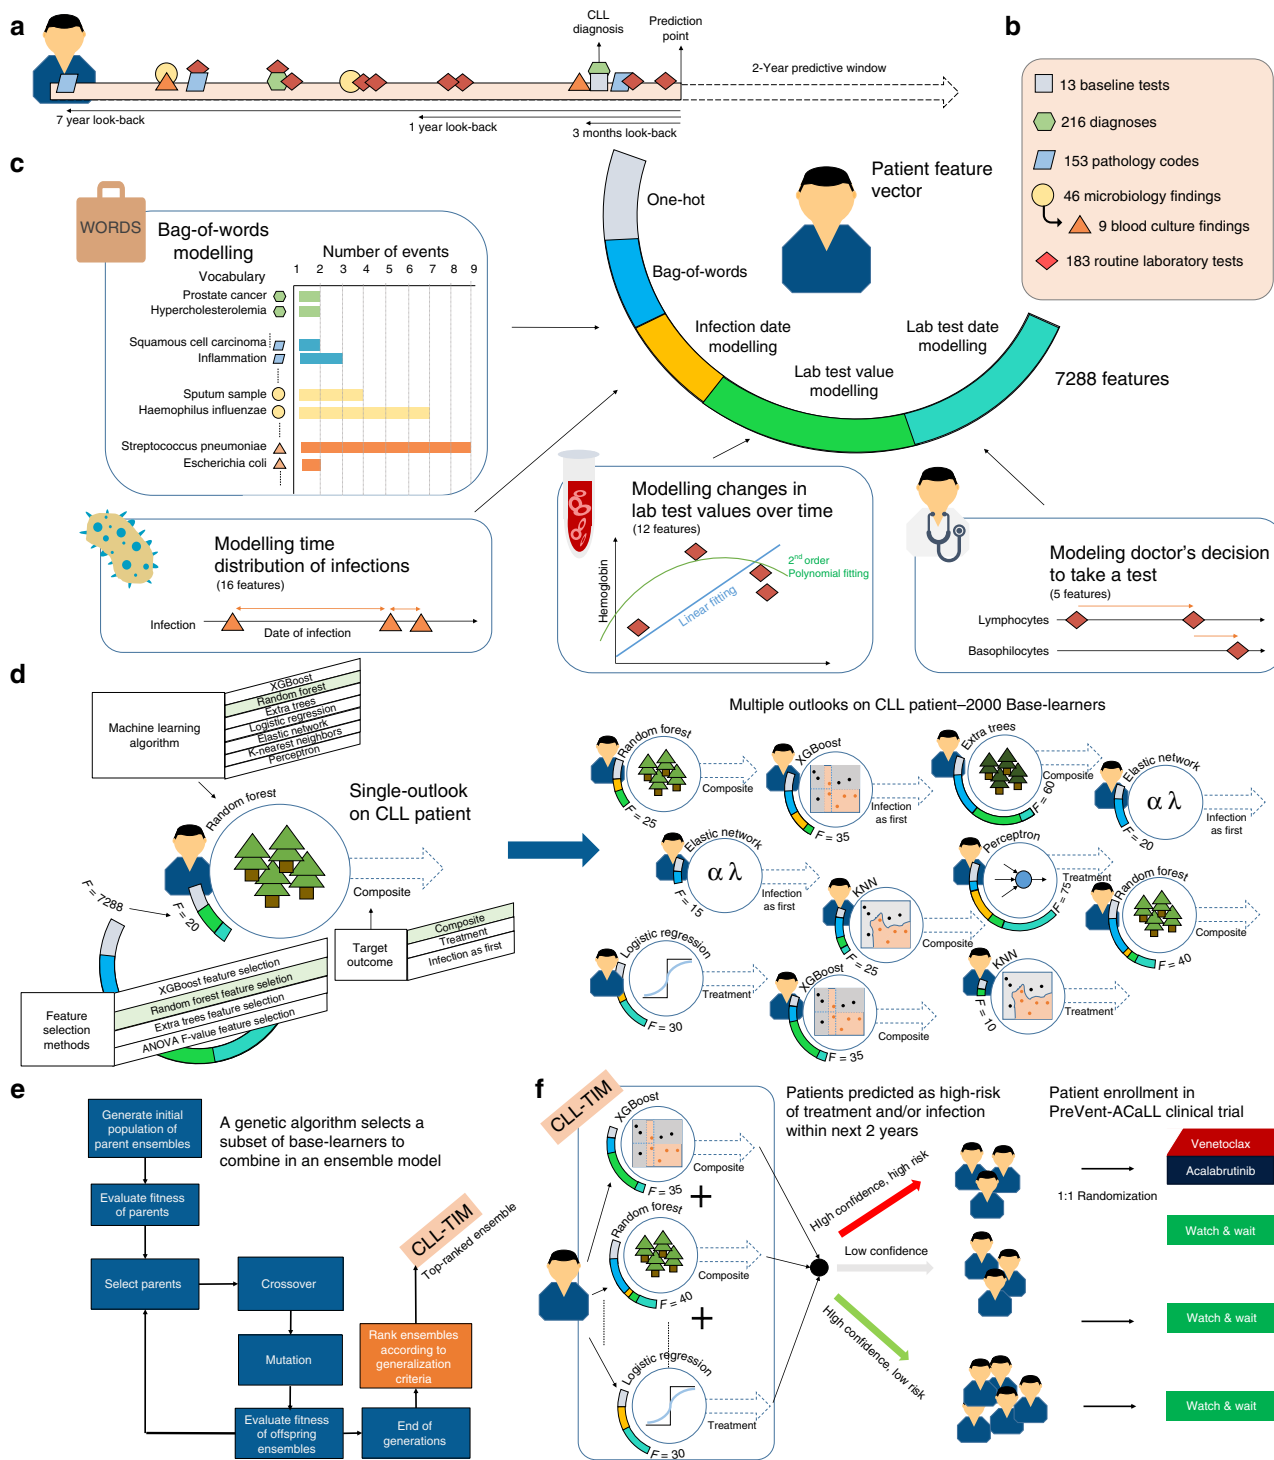 a
CLL
diagnosis
Prediction
point
2-Year predictive window
7 year look-back
1 year look-back
3 months look-back
b
13 baseline tests
216 diagnoses
153 pathology codes
46 microbiology findings
9 blood culture findings
183 routine laboratory tests
c
WORDS
Bag-of-words
modelling
Number of events
Vocabulary
1 2 3 4 5 6 7 8 9
Prostate cancer
Hypercholesterolemia
Squamous cell carcinoma
Inflammation
Sputum sample
Haemophilus influenzae
Streptococcus pneumoniae
Escherichia coli
Patient feature
vector
One-hot
Bag-of-words
Infection date
modelling
Lab test value
modelling
Lab test date
modelling
7288 features
Modelling time
distribution of infections
(16 features)
Infection
Date of infection
Modelling changes in
lab test values over time
(12 features)
Hemoglobin
Linear fitting
2nd order
Polynomial fitting
Modeling doctor's decision
to take a test
(5 features)
Lymphocytes
Basophilocytes
d
Machine learning
algorithm
XGBoost
Random forest
Extra trees
Logistic regression
Elastic network
K-nearest neighbors
Perceptron
Single-outlook
on CLL patient
Random forest
F = 7288
F = 20
Composite
Target
outcome
Composite
Treatment
Infection as first
Feature
selection
methods
XGBoost feature selection
Random forest feature seletion
Extra trees feature selection
ANOVA F-value feature selection
Multiple outlooks on CLL patient–2000 Base-learners
Random forest
Composite
F = 25
XGBoost
Infection
as first
F = 35
Extra trees
Composite
F = 60
Elastic network
α λ
Infection
as first
F = 20
Elastic network
α λ
Infection
as first
F = 15
KNN
Composite
F = 25
Perceptron
Treatment
F = 75
Random forest
Composite
F = 40
Logistic regression
Treatment
F = 30
XGBoost
Composite
F = 35
KNN
Treatment
F = 10
e
Generate initial
population of
parent ensembles
A genetic algorithm selects a
subset of base-learners to
combine in an ensemble model
Evaluate fitness
of parents
Select parents
Crossover
Mutation
Evaluate fitness
of offspring
ensembles
End of
generations
Rank ensembles
according to
generalization
criteria
CLL-TIM
Top-ranked ensemble
f
CLL-TIM
XGBoost
Composite
F = 35
+
Random forest
Composite
F = 40
+
Logistic regression
Treatment
F = 30
Patients predicted as high-risk
of treatment and/or infection
within next 2 years
HIgh confidence, high risk
Low confidence
HIgh confidence, low risk
Patient enrollment in
PreVent-ACaLL clinical trial
1:1 Randomization
Venetoclax
Acalabrutinib
Watch & wait
Watch & wait
Watch & wait